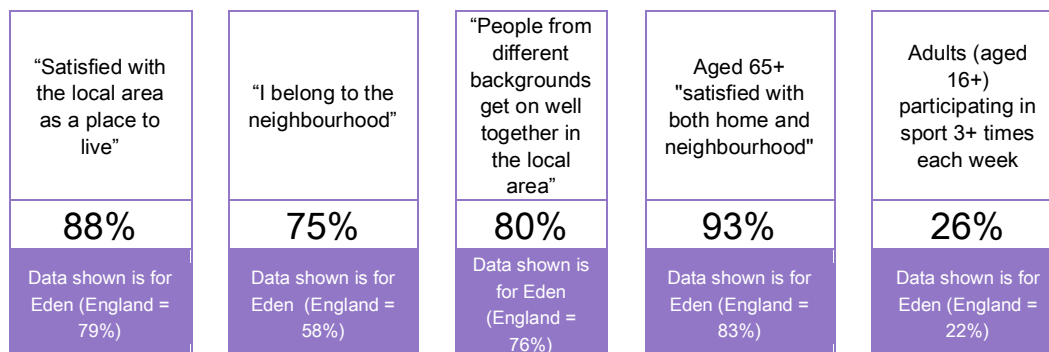 “Satisfied with
the local area
as a place to
live”
88%
Data shown is for
Eden (England =
79%)
“I belong to the
neighbourhood”
75%
Data shown is for
Eden  (England =
58%)
“People from
different
backgrounds
get on well
together in
the local
area”
80%
Data shown is
for Eden
(England =
76%)
Aged 65+
"satisfied with
both home and
neighbourhood"
93%
Data shown is for
Eden (England =
83%)
Adults (aged
16+)
participating in
sport 3+ times
each week
26%
Data shown is for
Eden (England =
22%)